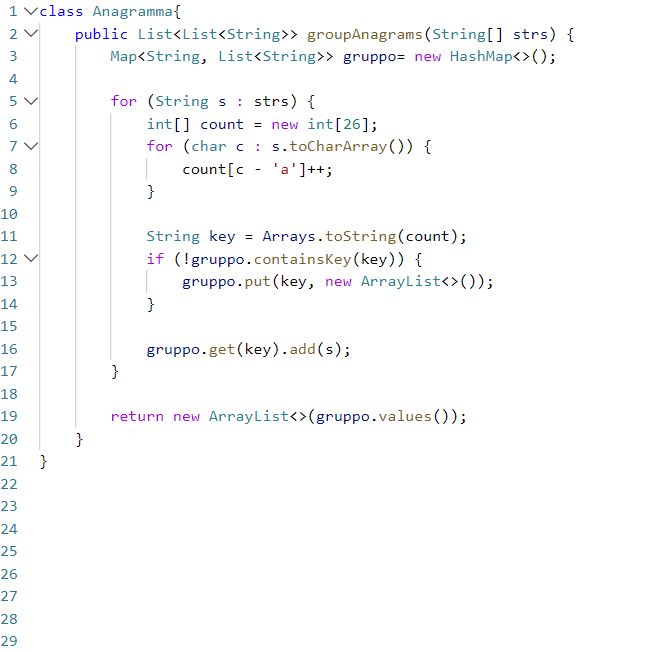 1 class Anagramma{
2     public List<List<String>> groupAnagrams(String[] strs) {
3         Map<String, List<String>> gruppo= new HashMap<>();
4
5         for (String s : strs) {
6             int[] count = new int[26];
7             for (char c : s.toCharArray()) {
8                 count[c - 'a']++;
9             }
10
11             String key = Arrays.toString(count);
12             if (!gruppo.containsKey(key)) {
13                 gruppo.put(key, new ArrayList<>());
14             }
15
16             gruppo.get(key).add(s);
17         }
18
19         return new ArrayList<>(gruppo.values());
20     }
21 }
22
23
24
25
26
27
28
29